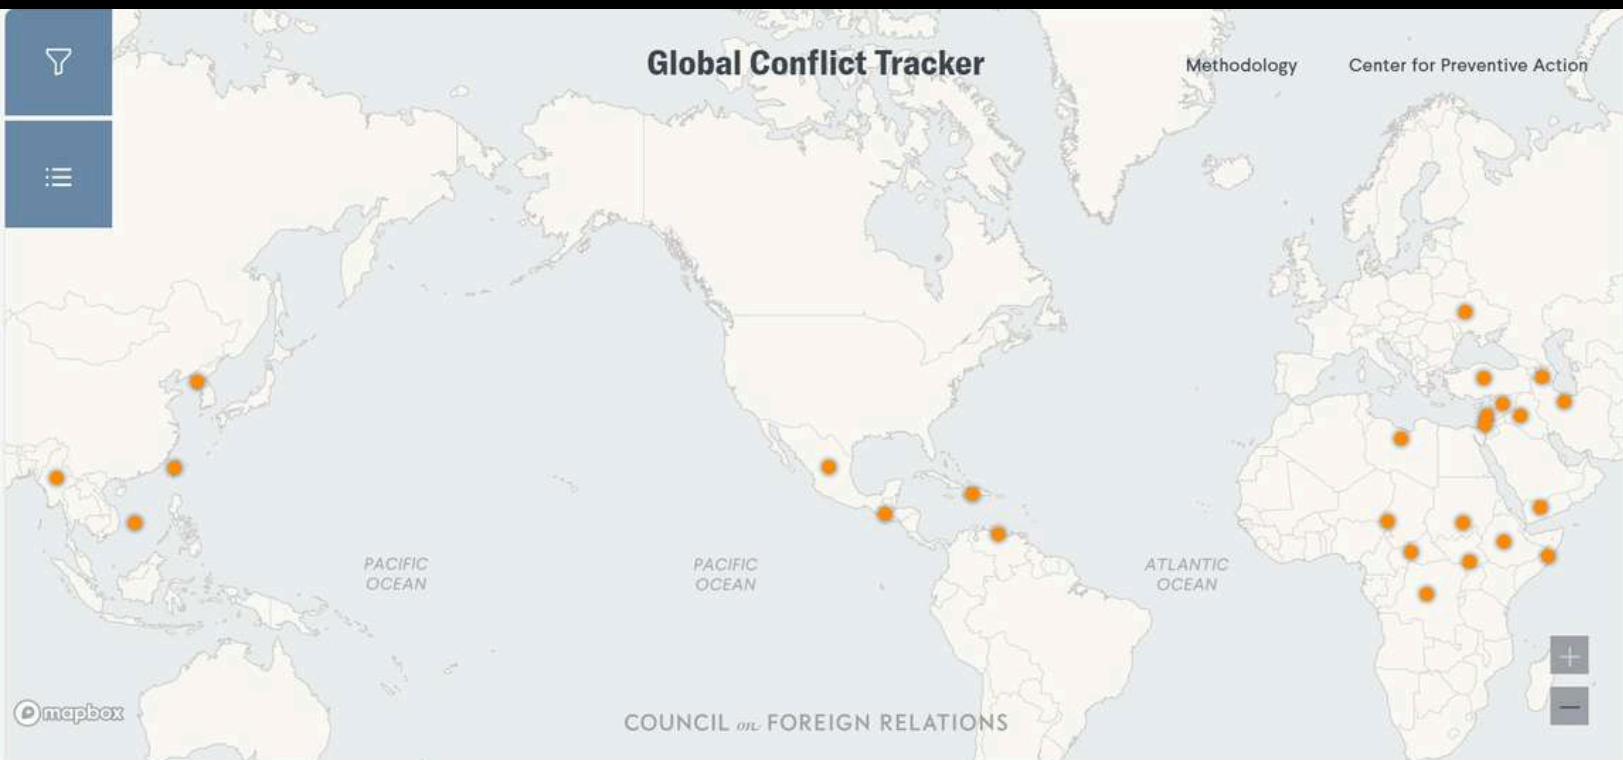 Global Conflict Tracker
Methodology
Center for Preventive Action
PACIFIC
OCEAN
PACIFIC
OCEAN
ATLANTIC
OCEAN
mapbox
COUNCIL on FOREIGN RELATIONS